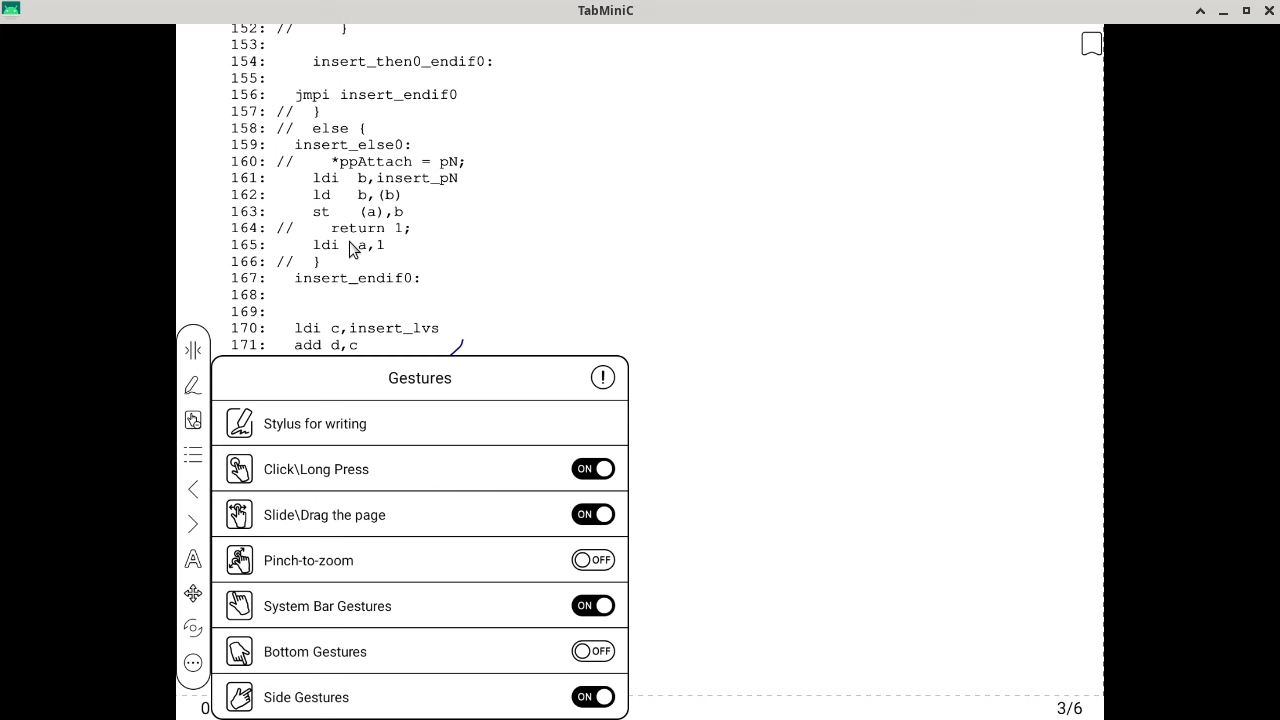 TabMiniC
152: //     }
153:
154:     insert_then0_endif0:
155:
156:   jmpi insert_endif0
157: //  }
158: //  else {
159:   insert_else0:
160: //    *ppAttach = pN;
161:     ldi  b,insert_pN
162:     ld   b,(b)
163:     st   (a),b
164: //    return 1;
165:     ldi  a,1
166: //  }
167:   insert_endif0:
168:
169:
170:   ldi c,insert_lvs
171:   add d,c
Gestures
Stylus for writing
Click\Long Press ON
Slide\Drag the page ON
Pinch-to-zoom OFF
System Bar Gestures ON
Bottom Gestures OFF
Side Gestures ON
0
3/6